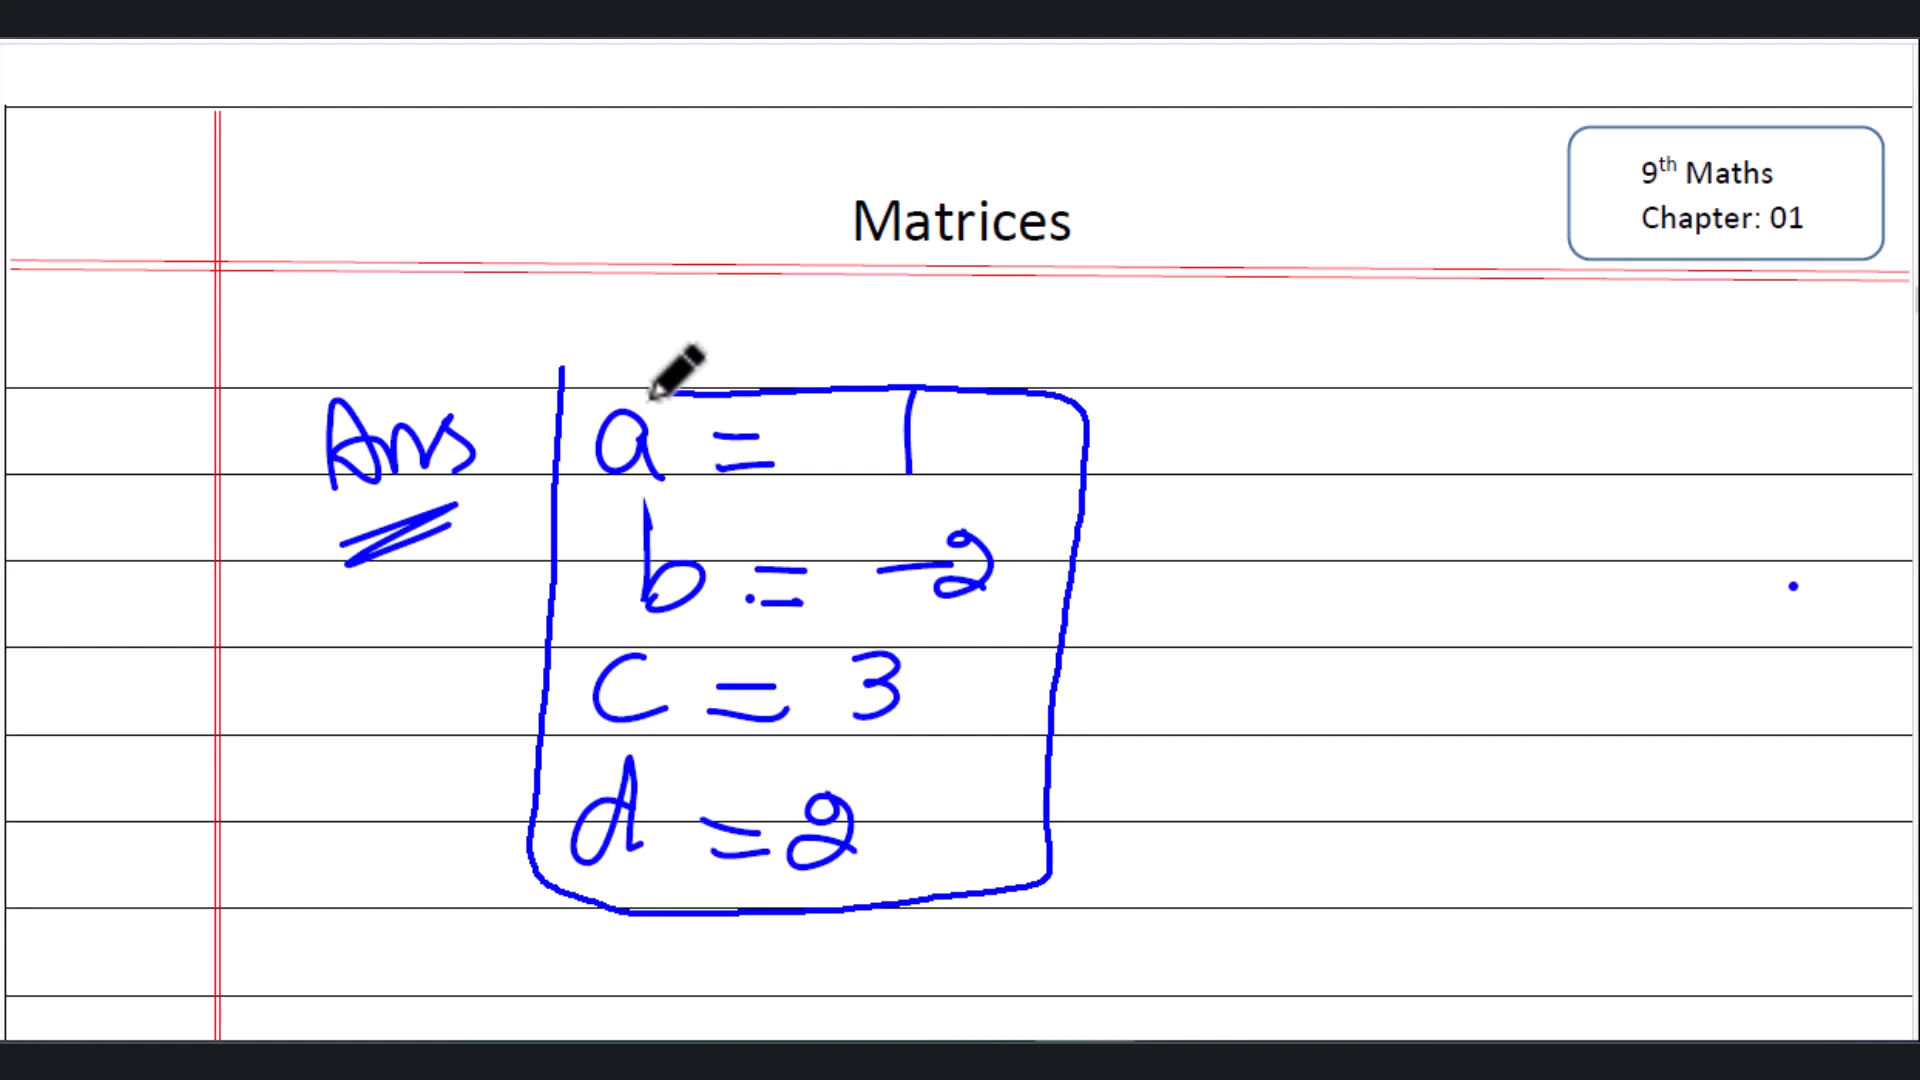 9th Maths
Chapter: 01
Matrices
Ans
a = 1
b = -2
c = 3
d = 2